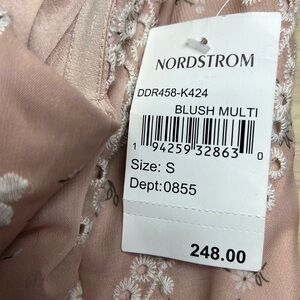 NORDSTROM
DDR458-K424
BLUSH MULTI
1 94259 32863 0
Size: S
Dept:0855
248.00